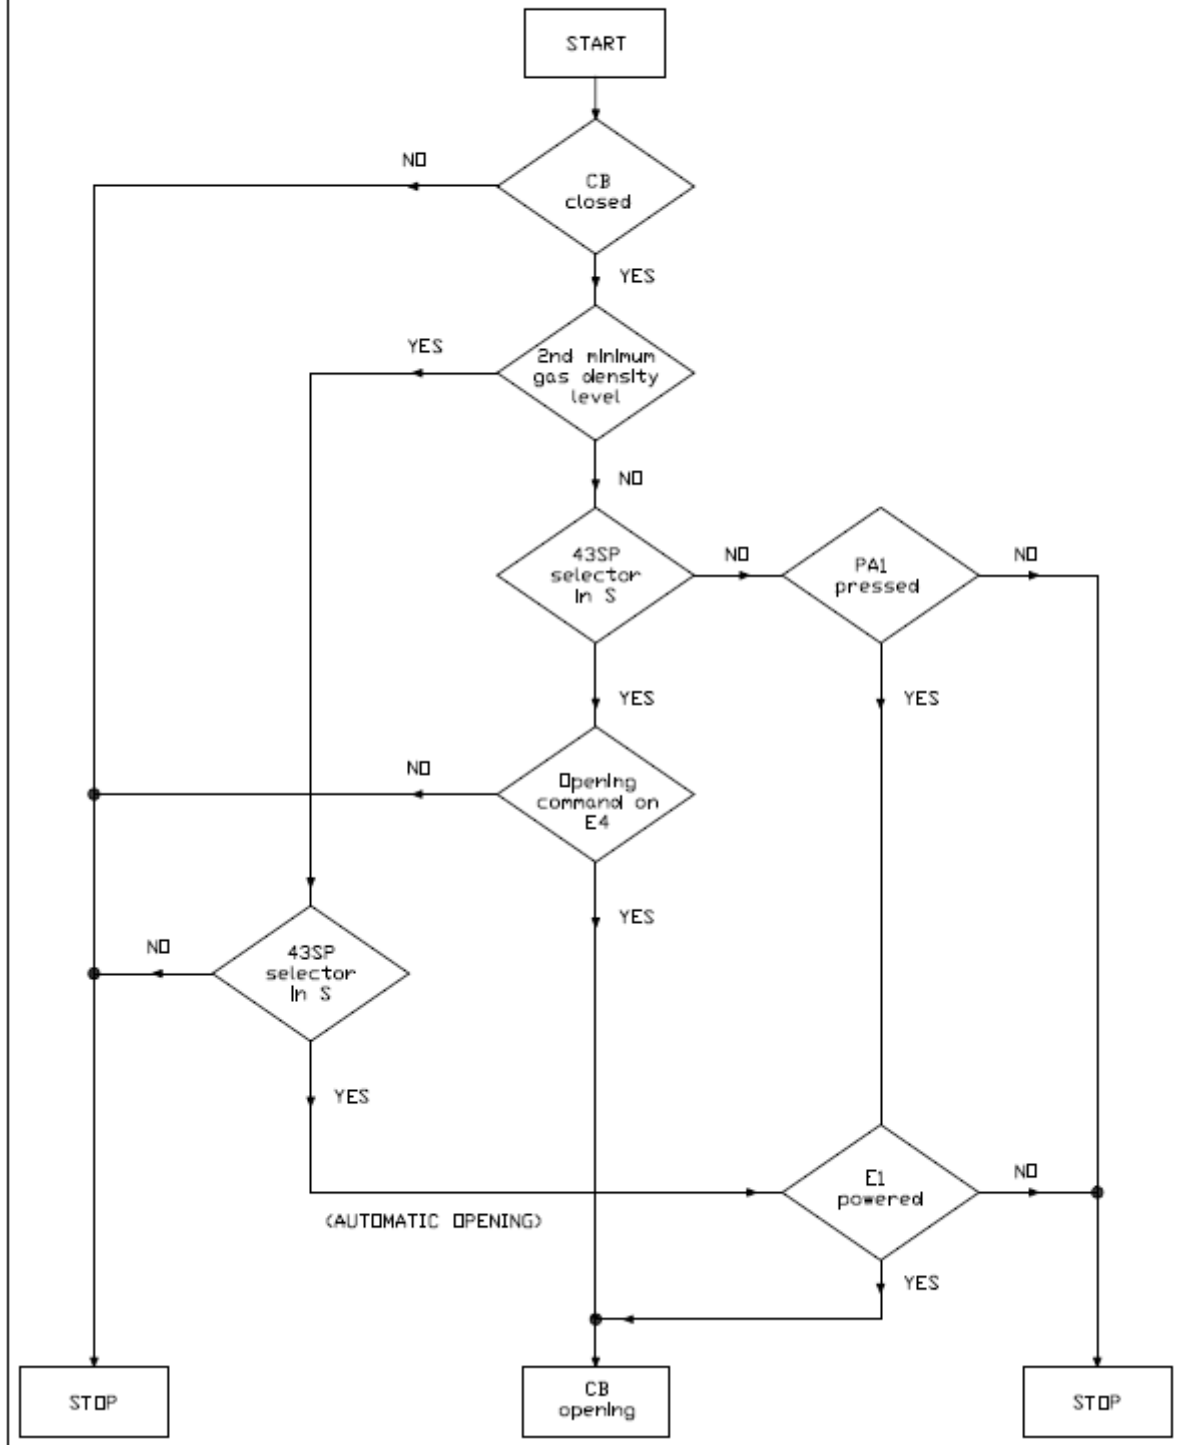 START
NO
CB
closed
YES
YES
2nd minimum
gas density
level
NO
43SP
selector
in S
NO
PA1
pressed
NO
YES
YES
NO
Opening
command on
E4
YES
NO
43SP
selector
in S
YES
E1
powered
NO
(AUTOMATIC OPENING)
YES
STOP
CB
opening
STOP